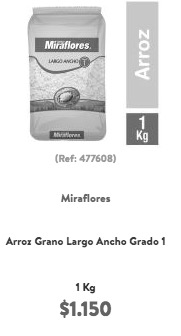 Miraflores.
LARGO ANCHO 1
Miraflores.
Arroz
1
Kg
(Ref: 477608)
Miraflores
Arroz Grano Largo Ancho Grado 1
1 Kg
$1.150